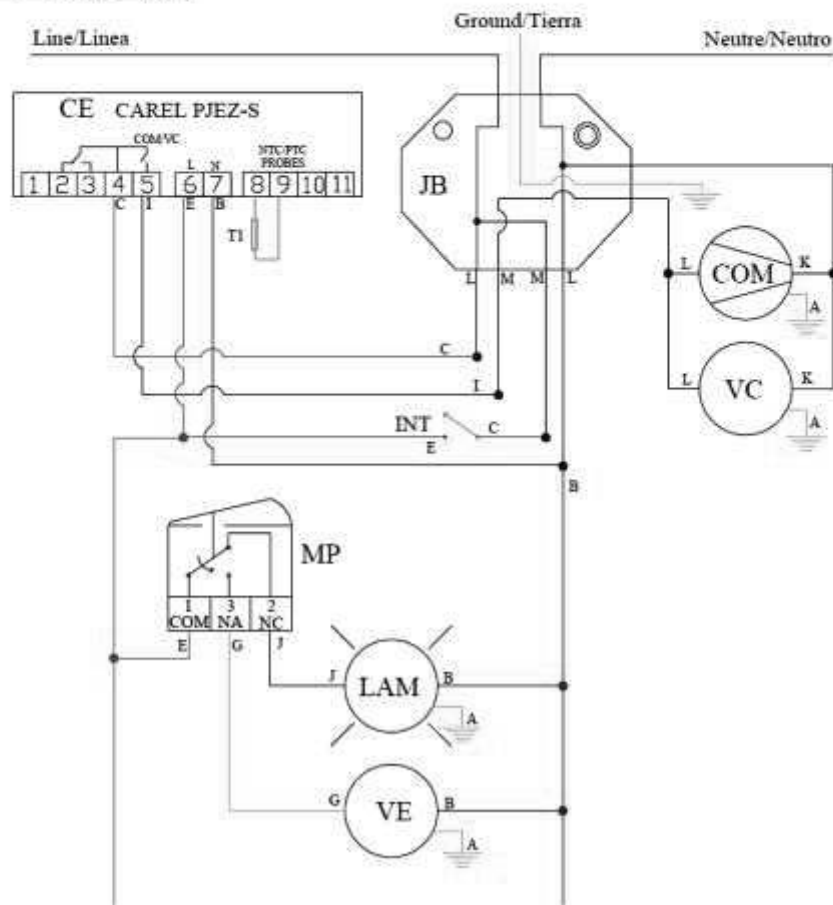 Ground/Tierra
Line/Linea
Neutre/Neutro
CE CAREL PJEZ-S
COM/VC
NTC-PTC
PROBES
L N
1 2 3 4 5 6 7 8 9 10 11
C I E B
T1
JB
L M M L
L COM K
A
L VC K
A
C
I
INT
C
E
B
MP
1 3 2
COM NA NC
E G J
J LAM B
A
G VE B
A